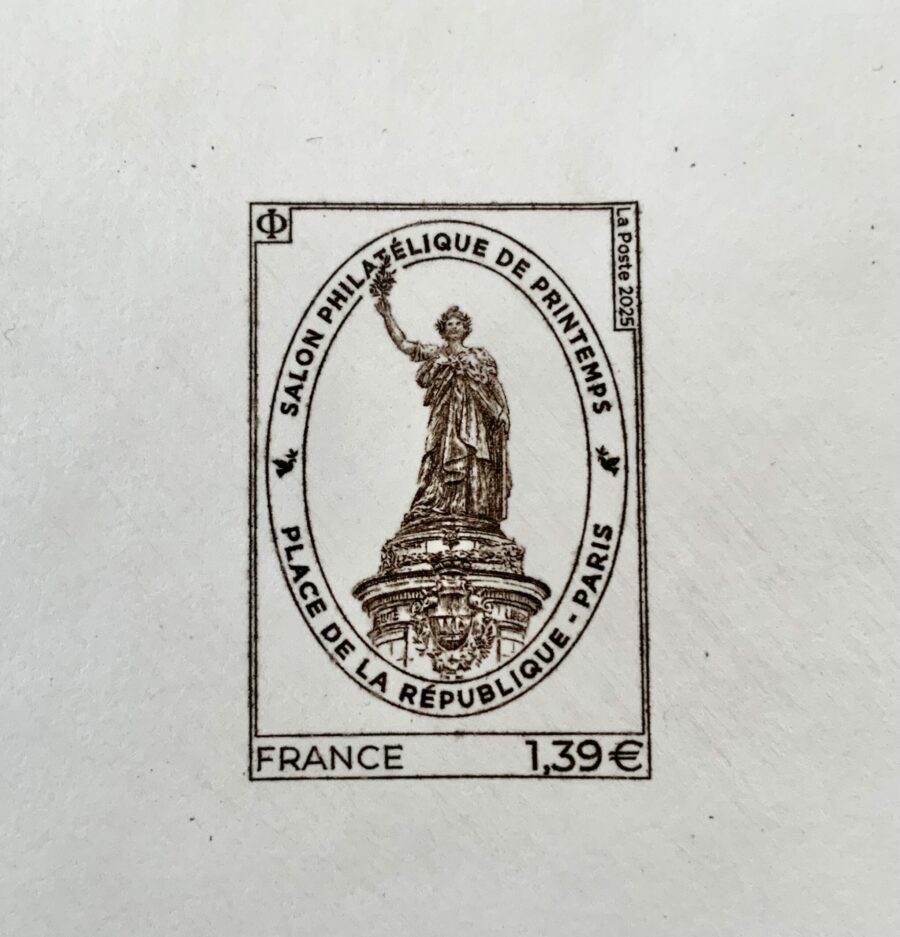 Φ
La Poste 2025
SALON PHILATÉLIQUE DE PRINTEMPS
PLACE DE LA RÉPUBLIQUE - PARIS
FRANCE
1,39 €